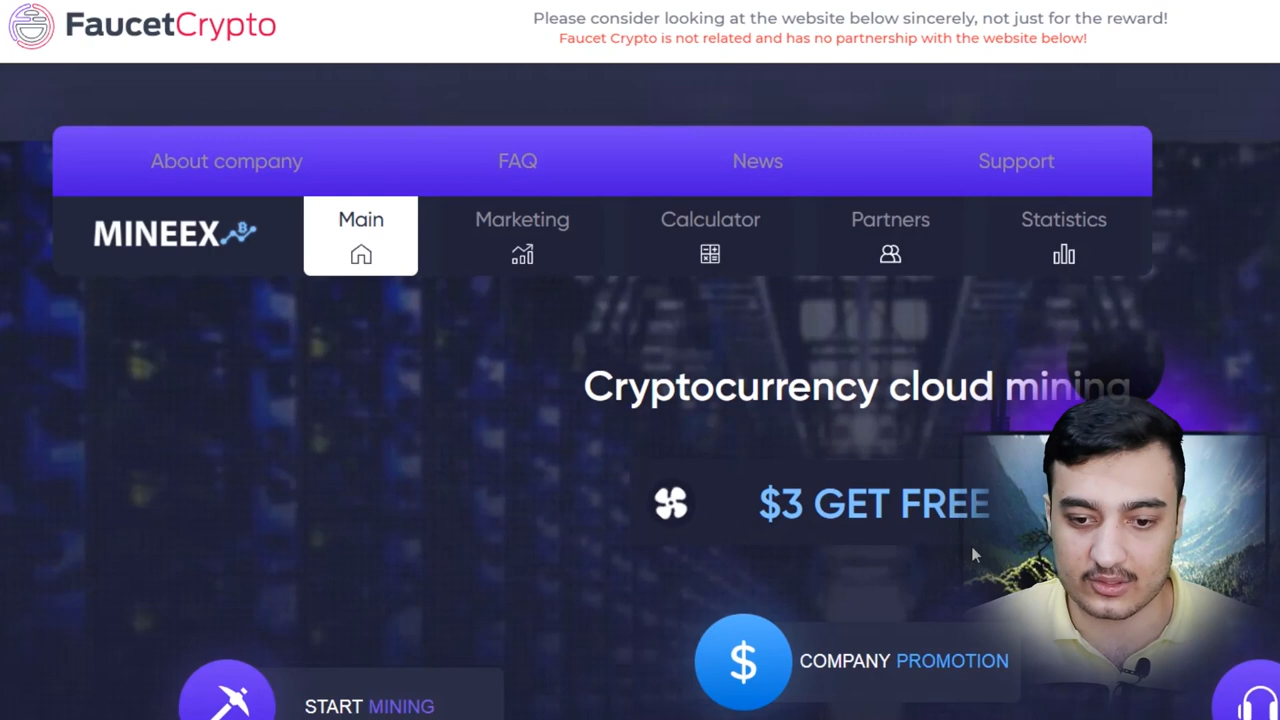 FaucetCrypto
Please consider looking at the website below sincerely, not just for the reward!
Faucet Crypto is not related and has no partnership with the website below!
About company
FAQ
News
Support
MINEEX
Main
Marketing
Calculator
Partners
Statistics
Cryptocurrency cloud mining
$3 GET FREE
COMPANY PROMOTION
START MINING